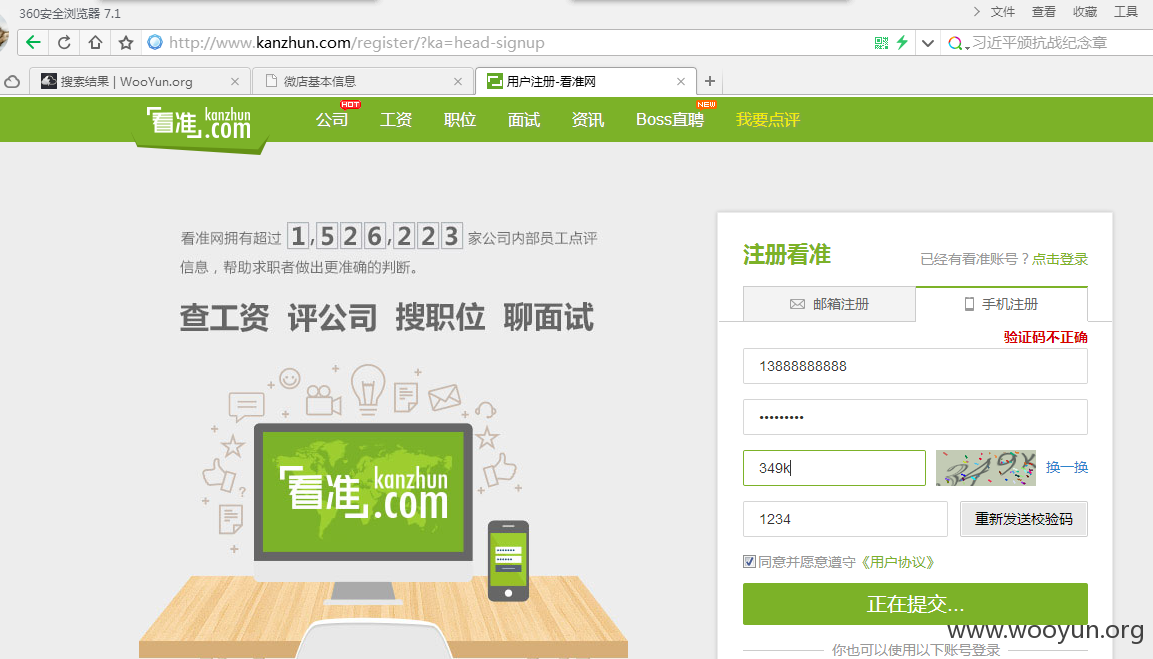 360安全浏览器 7.1
文件 查看 收藏 工具
http://www.kanzhun.com/register/?ka=head-signup
习近平颁抗战纪念章
搜索结果 | WooYun.org
微店基本信息
用户注册-看准网
看准 kanzhun .com
公司 HOT 工资 职位 面试 资讯 Boss直聘 NEW 我要点评
看准网拥有超过 1,526,223 家公司内部员工点评
信息，帮助求职者做出更准确的判断。
查工资 评公司 搜职位 聊面试
看准 kanzhun .com
注册看准
已经有看准账号？点击登录
邮箱注册
手机注册
验证码不正确
13888888888
349k
349K
换一换
1234
重新发送校验码
同意并愿意遵守《用户协议》
正在提交...
www.wooyun.org
你也可以使用以下账号登录